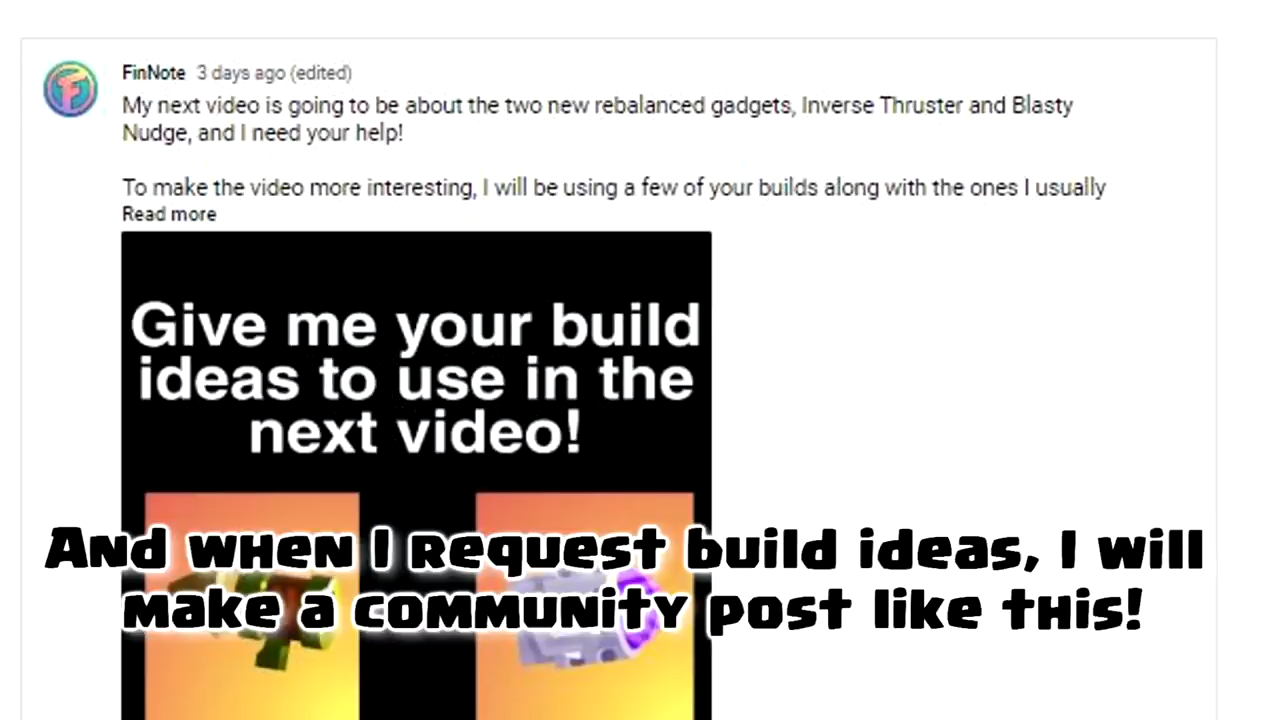 FinNote 3 days ago (edited)
My next video is going to be about the two new rebalanced gadgets, Inverse Thruster and Blasty
Nudge, and I need your help!
To make the video more interesting, I will be using a few of your builds along with the ones I usually
Read more
Give me your build
ideas to use in the
next video!
And when I request build ideas, I will
make a community post like this!